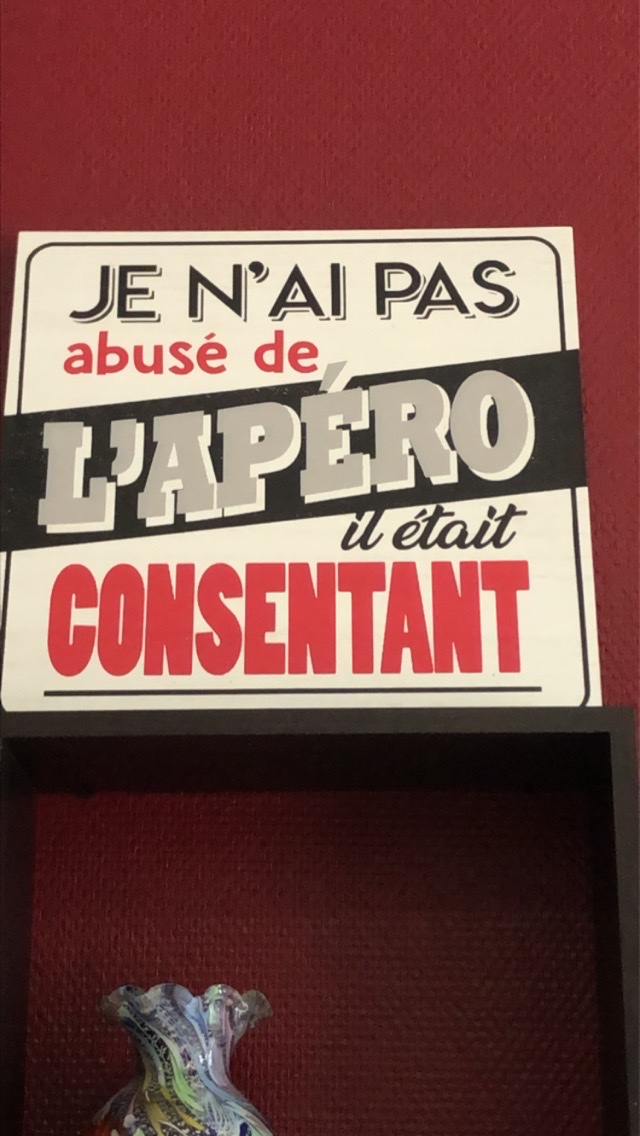 JE N'AI PAS
abusé de
L'APÉRO
il était
CONSENTANT